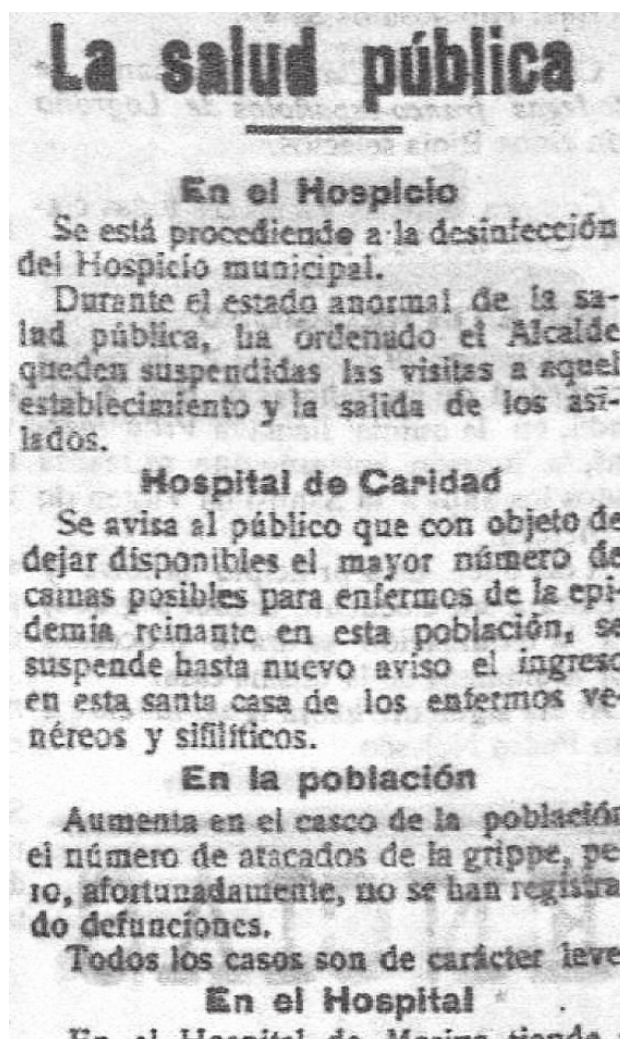 La salud pública
En el Hospicio
Se está procediendo a la desinfección
del Hospicio municipal.
Durante el estado anormal de la sa-
lud pública, ha ordenado el Alcalde
queden suspendidas las visitas a aquel
establecimiento y la salida de los asi-
lados.
Hospital de Caridad
Se avisa al público que con objeto de
dejar disponibles el mayor número de
camas posibles para enfermos de la epi-
demia reinante en esta población, se
suspende hasta nuevo aviso el ingreso
en esta santa casa de los enfermos ve-
néreos y sifilíticos.
En la población
Aumenta en el casco de la población
el número de atacados de la grippe, pe-
ro, afortunadamente, no se han registra
do defunciones.
Todos los casos son de carácter leve
En el Hospital
En el Hospital de Marina tiende